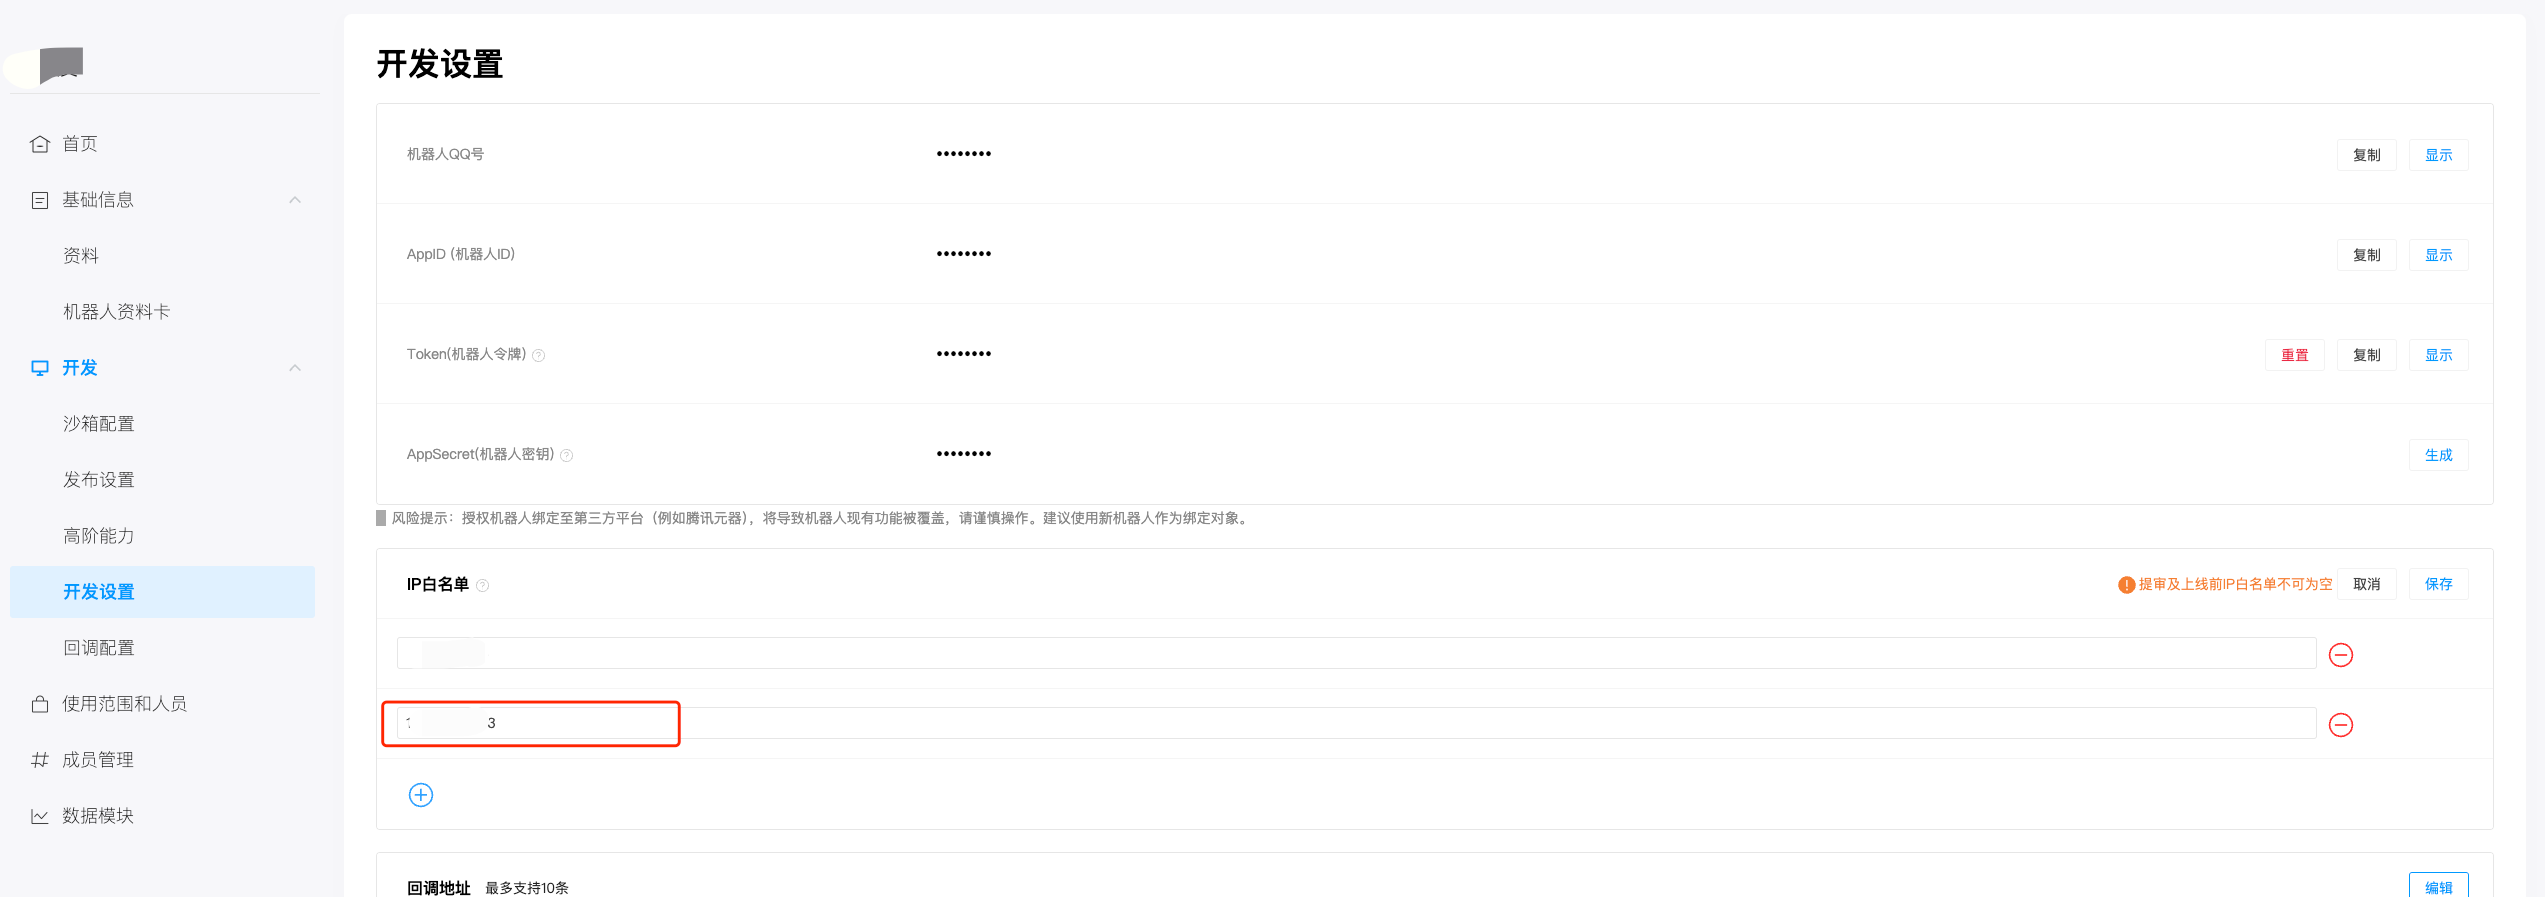 开发设置
首页
基础信息
资料
机器人资料卡
开发
沙箱配置
发布设置
高阶能力
开发设置
回调配置
使用范围和人员
成员管理
数据模块
机器人QQ号 •••••••• 复制 显示
AppID (机器人ID) •••••••• 复制 显示
Token(机器人令牌) ? •••••••• 重置 复制 显示
AppSecret(机器人密钥) ? •••••••• 生成
风险提示：授权机器人绑定至第三方平台（例如腾讯元器），将导致机器人现有功能被覆盖，请谨慎操作。建议使用新机器人作为绑定对象。
IP白名单 ? 提审及上线前IP白名单不可为空 取消 保存
3
回调地址 最多支持10条 编辑